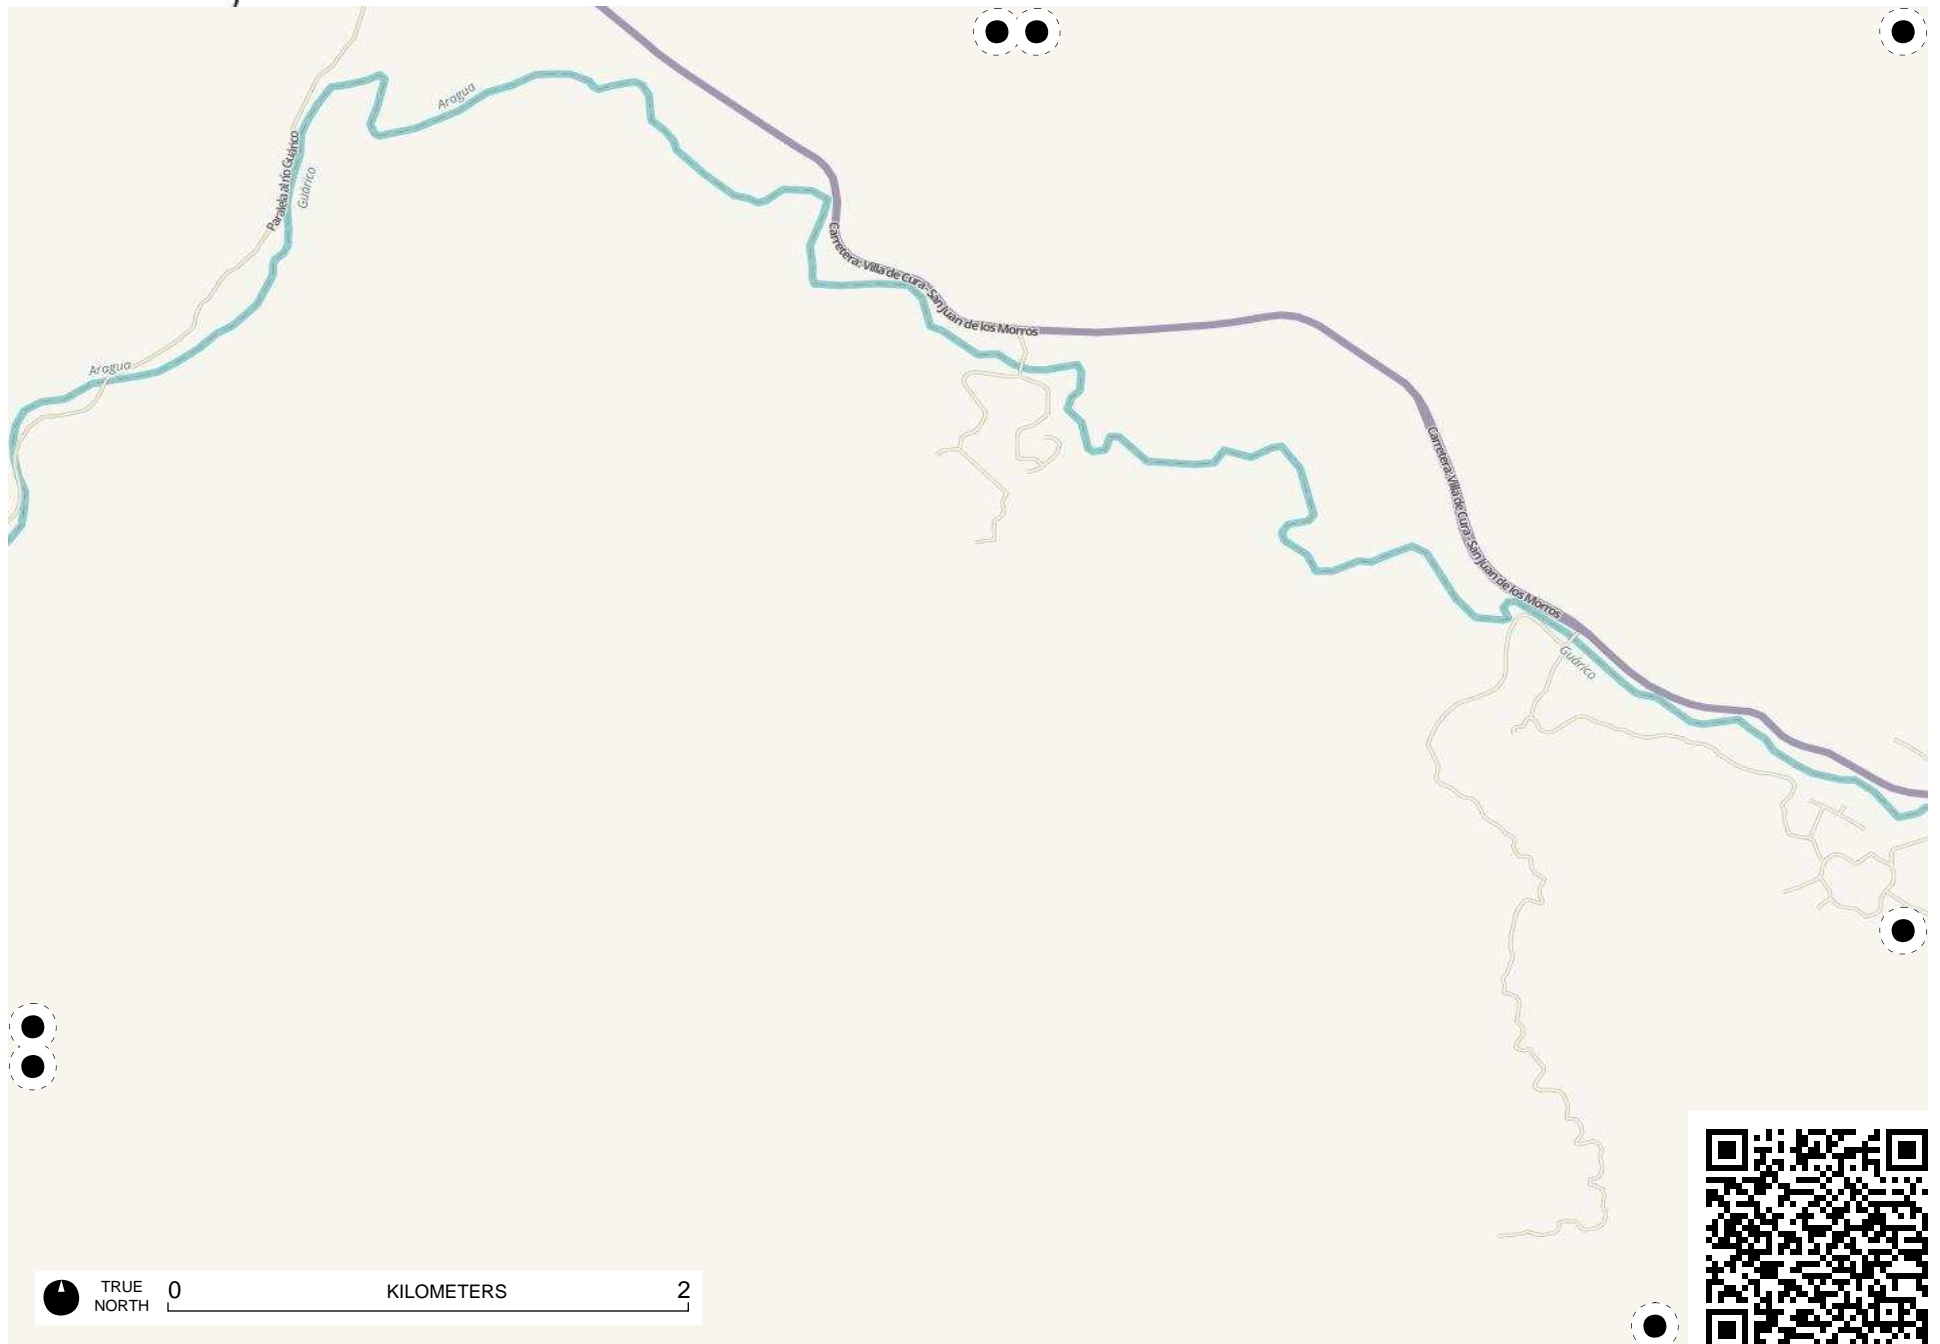 Aragua
Paralela al río Guárico
Guárico
Carretera: Villa de Cura - San Juan de los Morros
Aragua
Carretera: Villa de Cura - San Juan de los Morros
Guárico
TRUE
NORTH
0 KILOMETERS 2